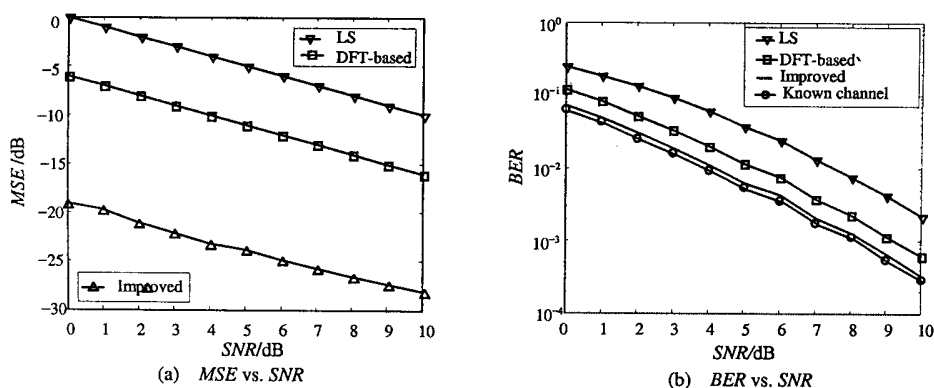 0
−5
−10
−15
−20
−25
−30
MSE /dB
LS
DFT-based
Improved
0 1 2 3 4 5 6 7 8 9 10
SNR/dB
(a) MSE vs. SNR
10⁰
10⁻¹
10⁻²
10⁻³
10⁻⁴
BER
LS
DFT-based
Improved
Known channel
0 1 2 3 4 5 6 7 8 9 10
SNR/dB
(b) BER vs. SNR